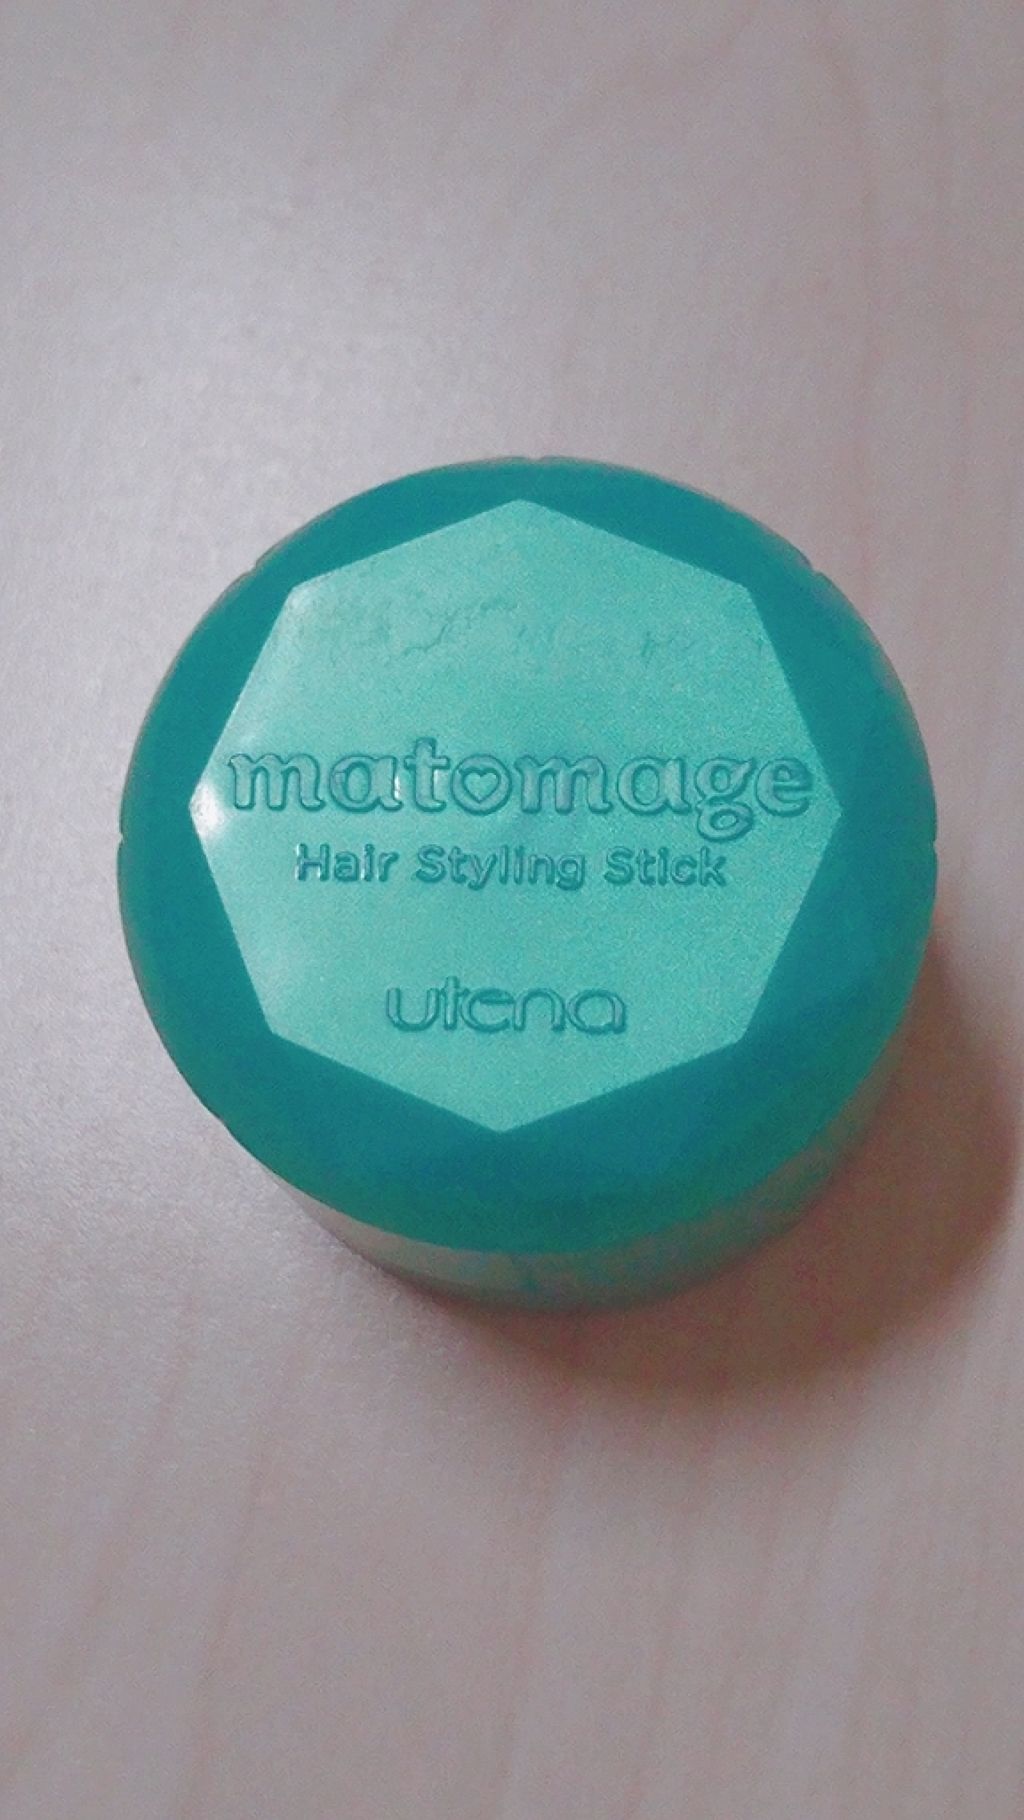 matomage
Hair Styling Stick
utena